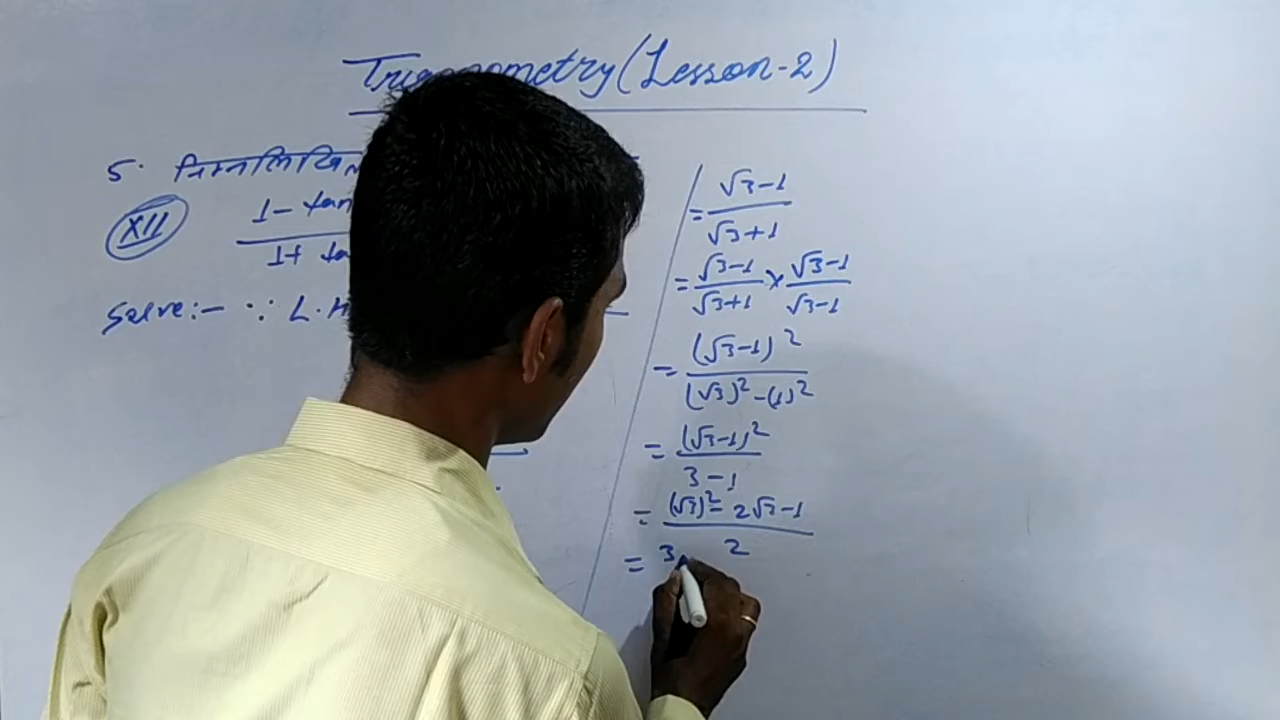 Trigonometry (Lesson-2)
5. निम्नलिखित
XII 1- tan
1+ ta
Solve:- ∵ L.H
= √3-1
√3+1
= √3-1 × √3-1
√3+1 √3-1
= (√3-1)²
(√3)²-(1)²
= (√3-1)²
3-1
= (√3)²- 2√3-1
2
= 3